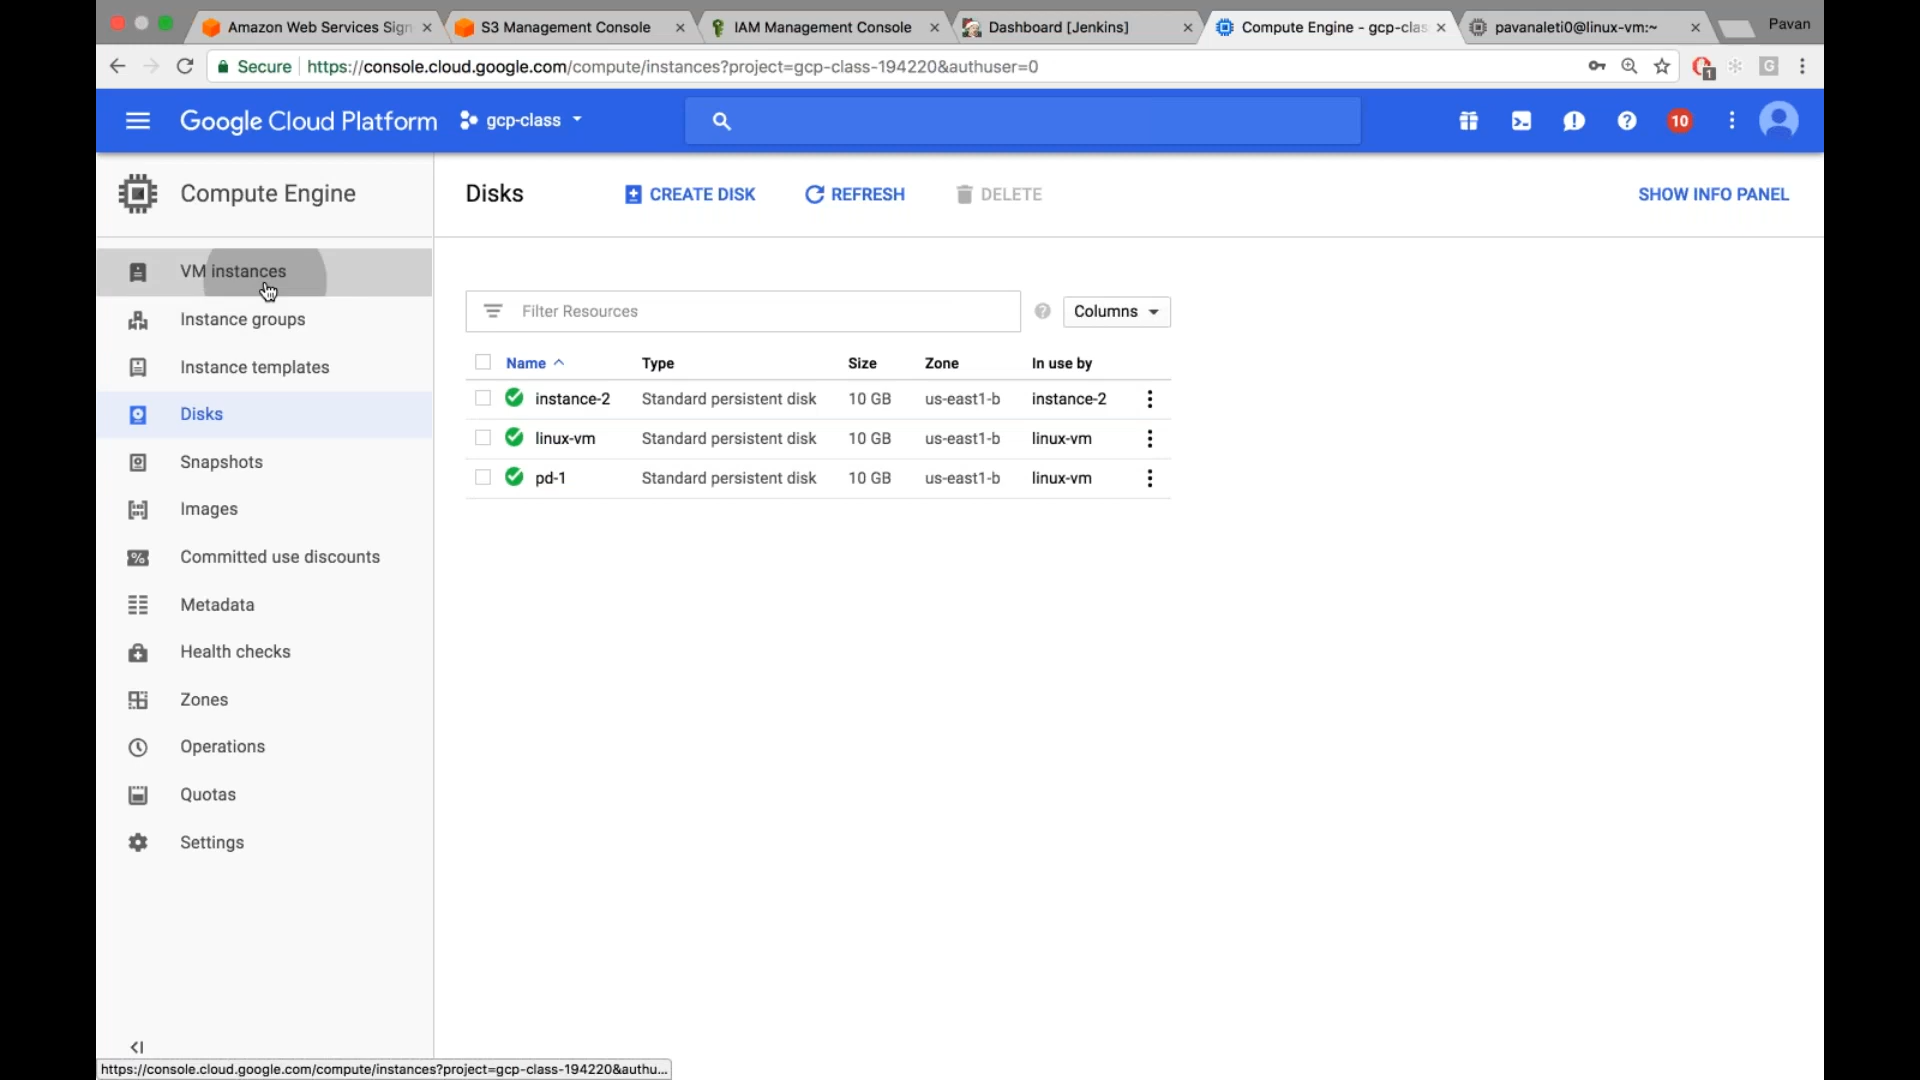 Amazon Web Services Sign
S3 Management Console
IAM Management Console
Dashboard [Jenkins]
Compute Engine - gcp-clas
pavanaleti0@linux-vm:~
Pavan
Secure
https://console.cloud.google.com/compute/instances?project=gcp-class-194220&authuser=0
1
G
Google Cloud Platform
gcp-class
10
Compute Engine
Disks
CREATE DISK
REFRESH
DELETE
SHOW INFO PANEL
VM instances
Instance groups
Instance templates
Disks
Snapshots
Images
Committed use discounts
Metadata
Health checks
Zones
Operations
Quotas
Settings
Filter Resources
Columns
Name Type Size Zone In use by
instance-2 Standard persistent disk 10 GB us-east1-b instance-2
linux-vm Standard persistent disk 10 GB us-east1-b linux-vm
pd-1 Standard persistent disk 10 GB us-east1-b linux-vm
https://console.cloud.google.com/compute/instances?project=gcp-class-194220&authu...